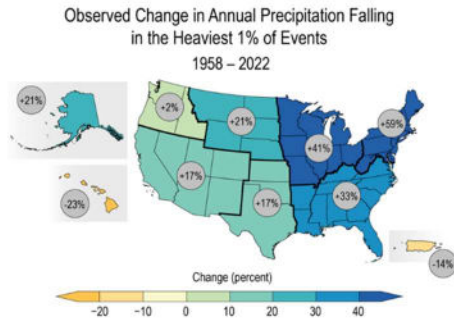 Observed Change in Annual Precipitation Falling
in the Heaviest 1% of Events
1958 – 2022
+21%
+2%
+21%
+59%
+41%
-23%
+17%
+17%
+33%
-14%
Change (percent)
−20 −10 0 10 20 30 40